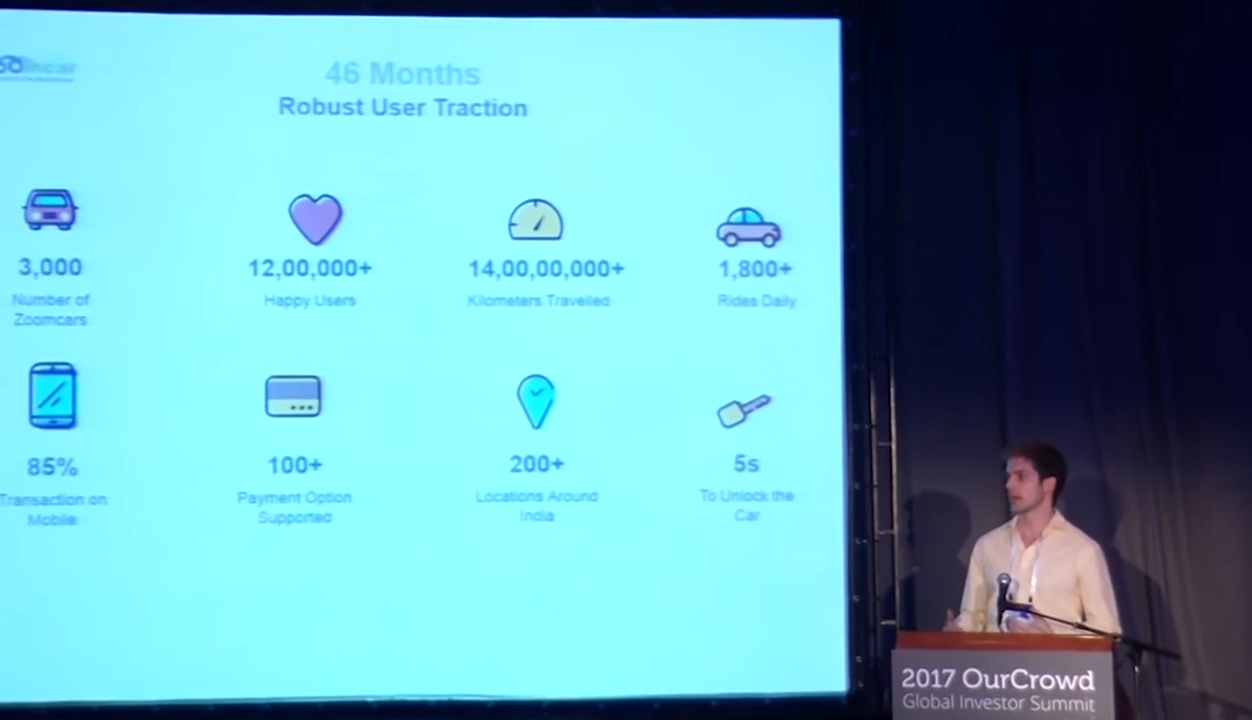 46 Months
Robust User Traction
3,000
12,00,000+
14,00,00,000+
1,800+
Number of
Zoomcars
Happy Users
Kilometers Travelled
Rides Daily
85%
100+
200+
5s
Transaction on
Mobile
Payment Option
Supported
Locations Around
India
To Unlock the
Car
2017 OurCrowd
Global Investor Summit